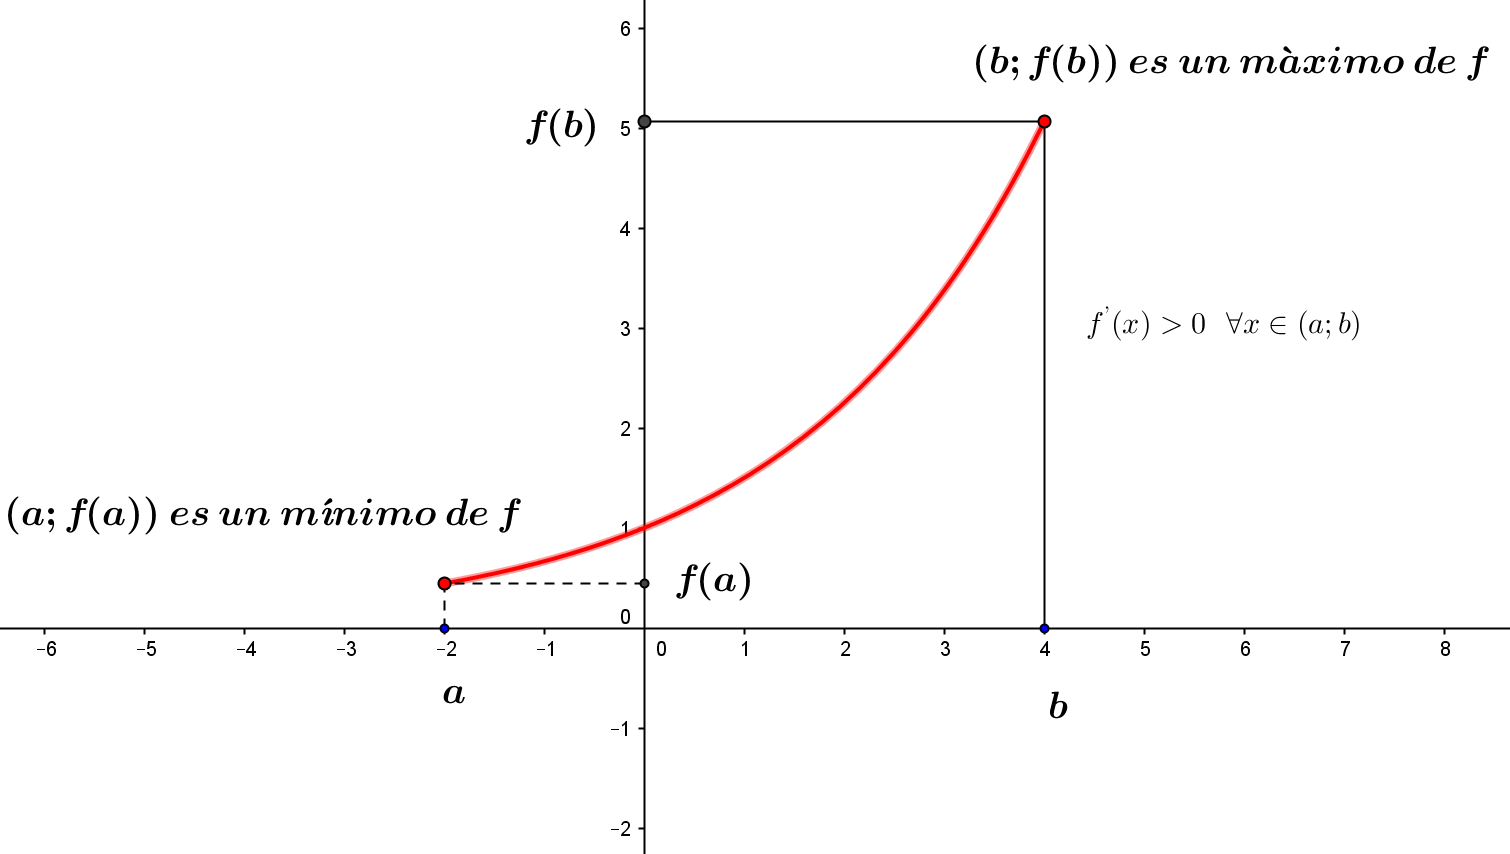 6
(b; f(b)) es un màximo de f
f(b)
5
4
3
f'(x) > 0 ∀x ∈ (a; b)
2
(a; f(a)) es un mínimo de f
1
f(a)
0
−6 −5 −4 −3 −2 −1 0 1 2 3 4 5 6 7 8
a
b
−1
−2